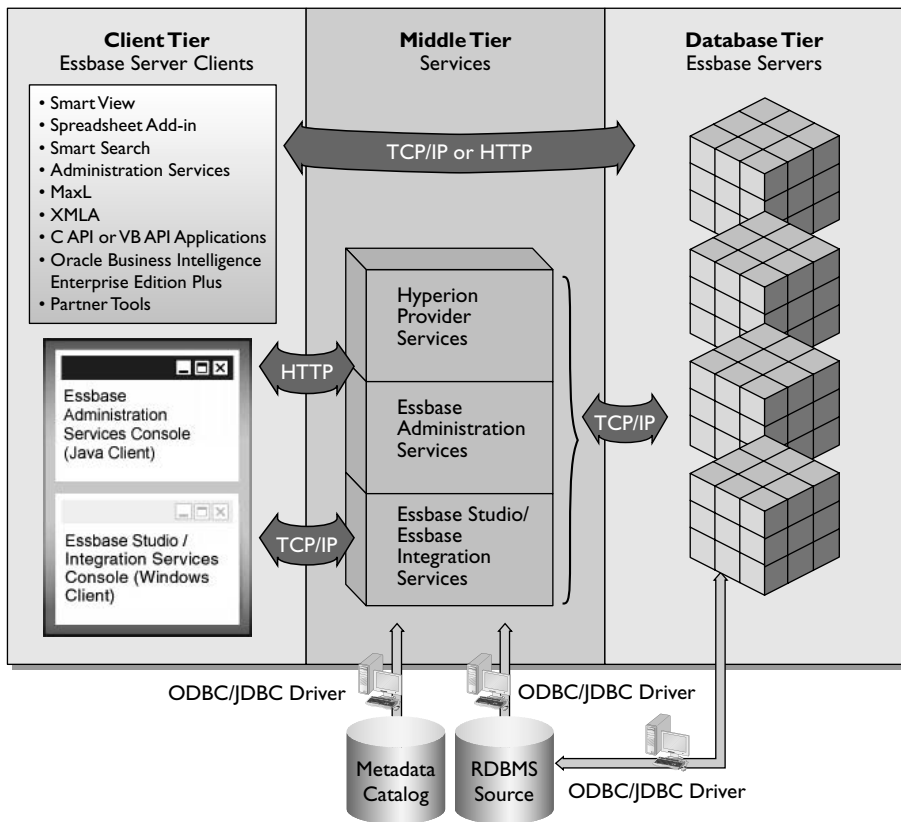 Client Tier
Essbase Server Clients
Middle Tier
Services
Database Tier
Essbase Servers
• Smart View
• Spreadsheet Add-in
• Smart Search
• Administration Services
• MaxL
• XMLA
• C API or VB API Applications
• Oracle Business Intelligence
Enterprise Edition Plus
• Partner Tools
TCP/IP or HTTP
Hyperion
Provider
Services
HTTP
Essbase
Administration
Services Console
(Java Client)
Essbase
Administration
Services
TCP/IP
Essbase Studio /
Integration Services
Console (Windows
Client)
TCP/IP
Essbase Studio/
Essbase
Integration
Services
ODBC/JDBC Driver
ODBC/JDBC Driver
Metadata
Catalog
RDBMS
Source
ODBC/JDBC Driver